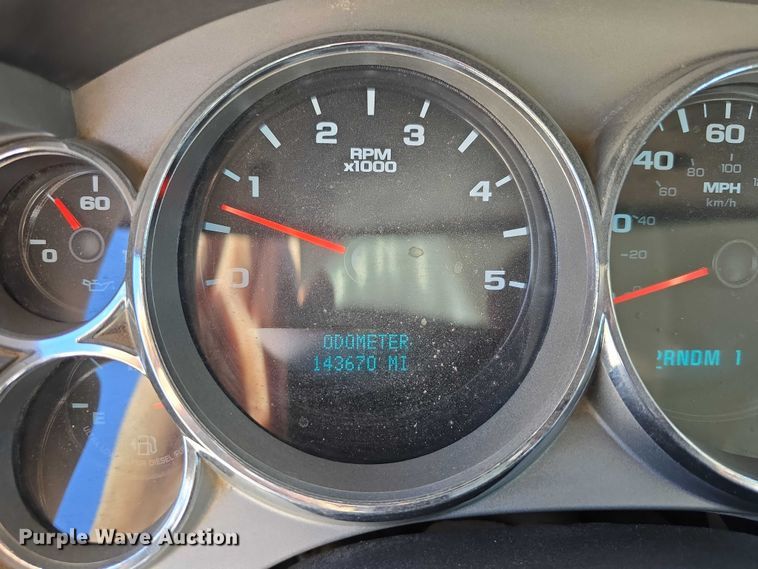 2 3
RPM
x1000
1 4
0 5
ODOMETER
143670 MI
60
0
E
60
40
80 100
60
MPH
km/h
40
20
0
PRNDM 1
Purple Wave Auction